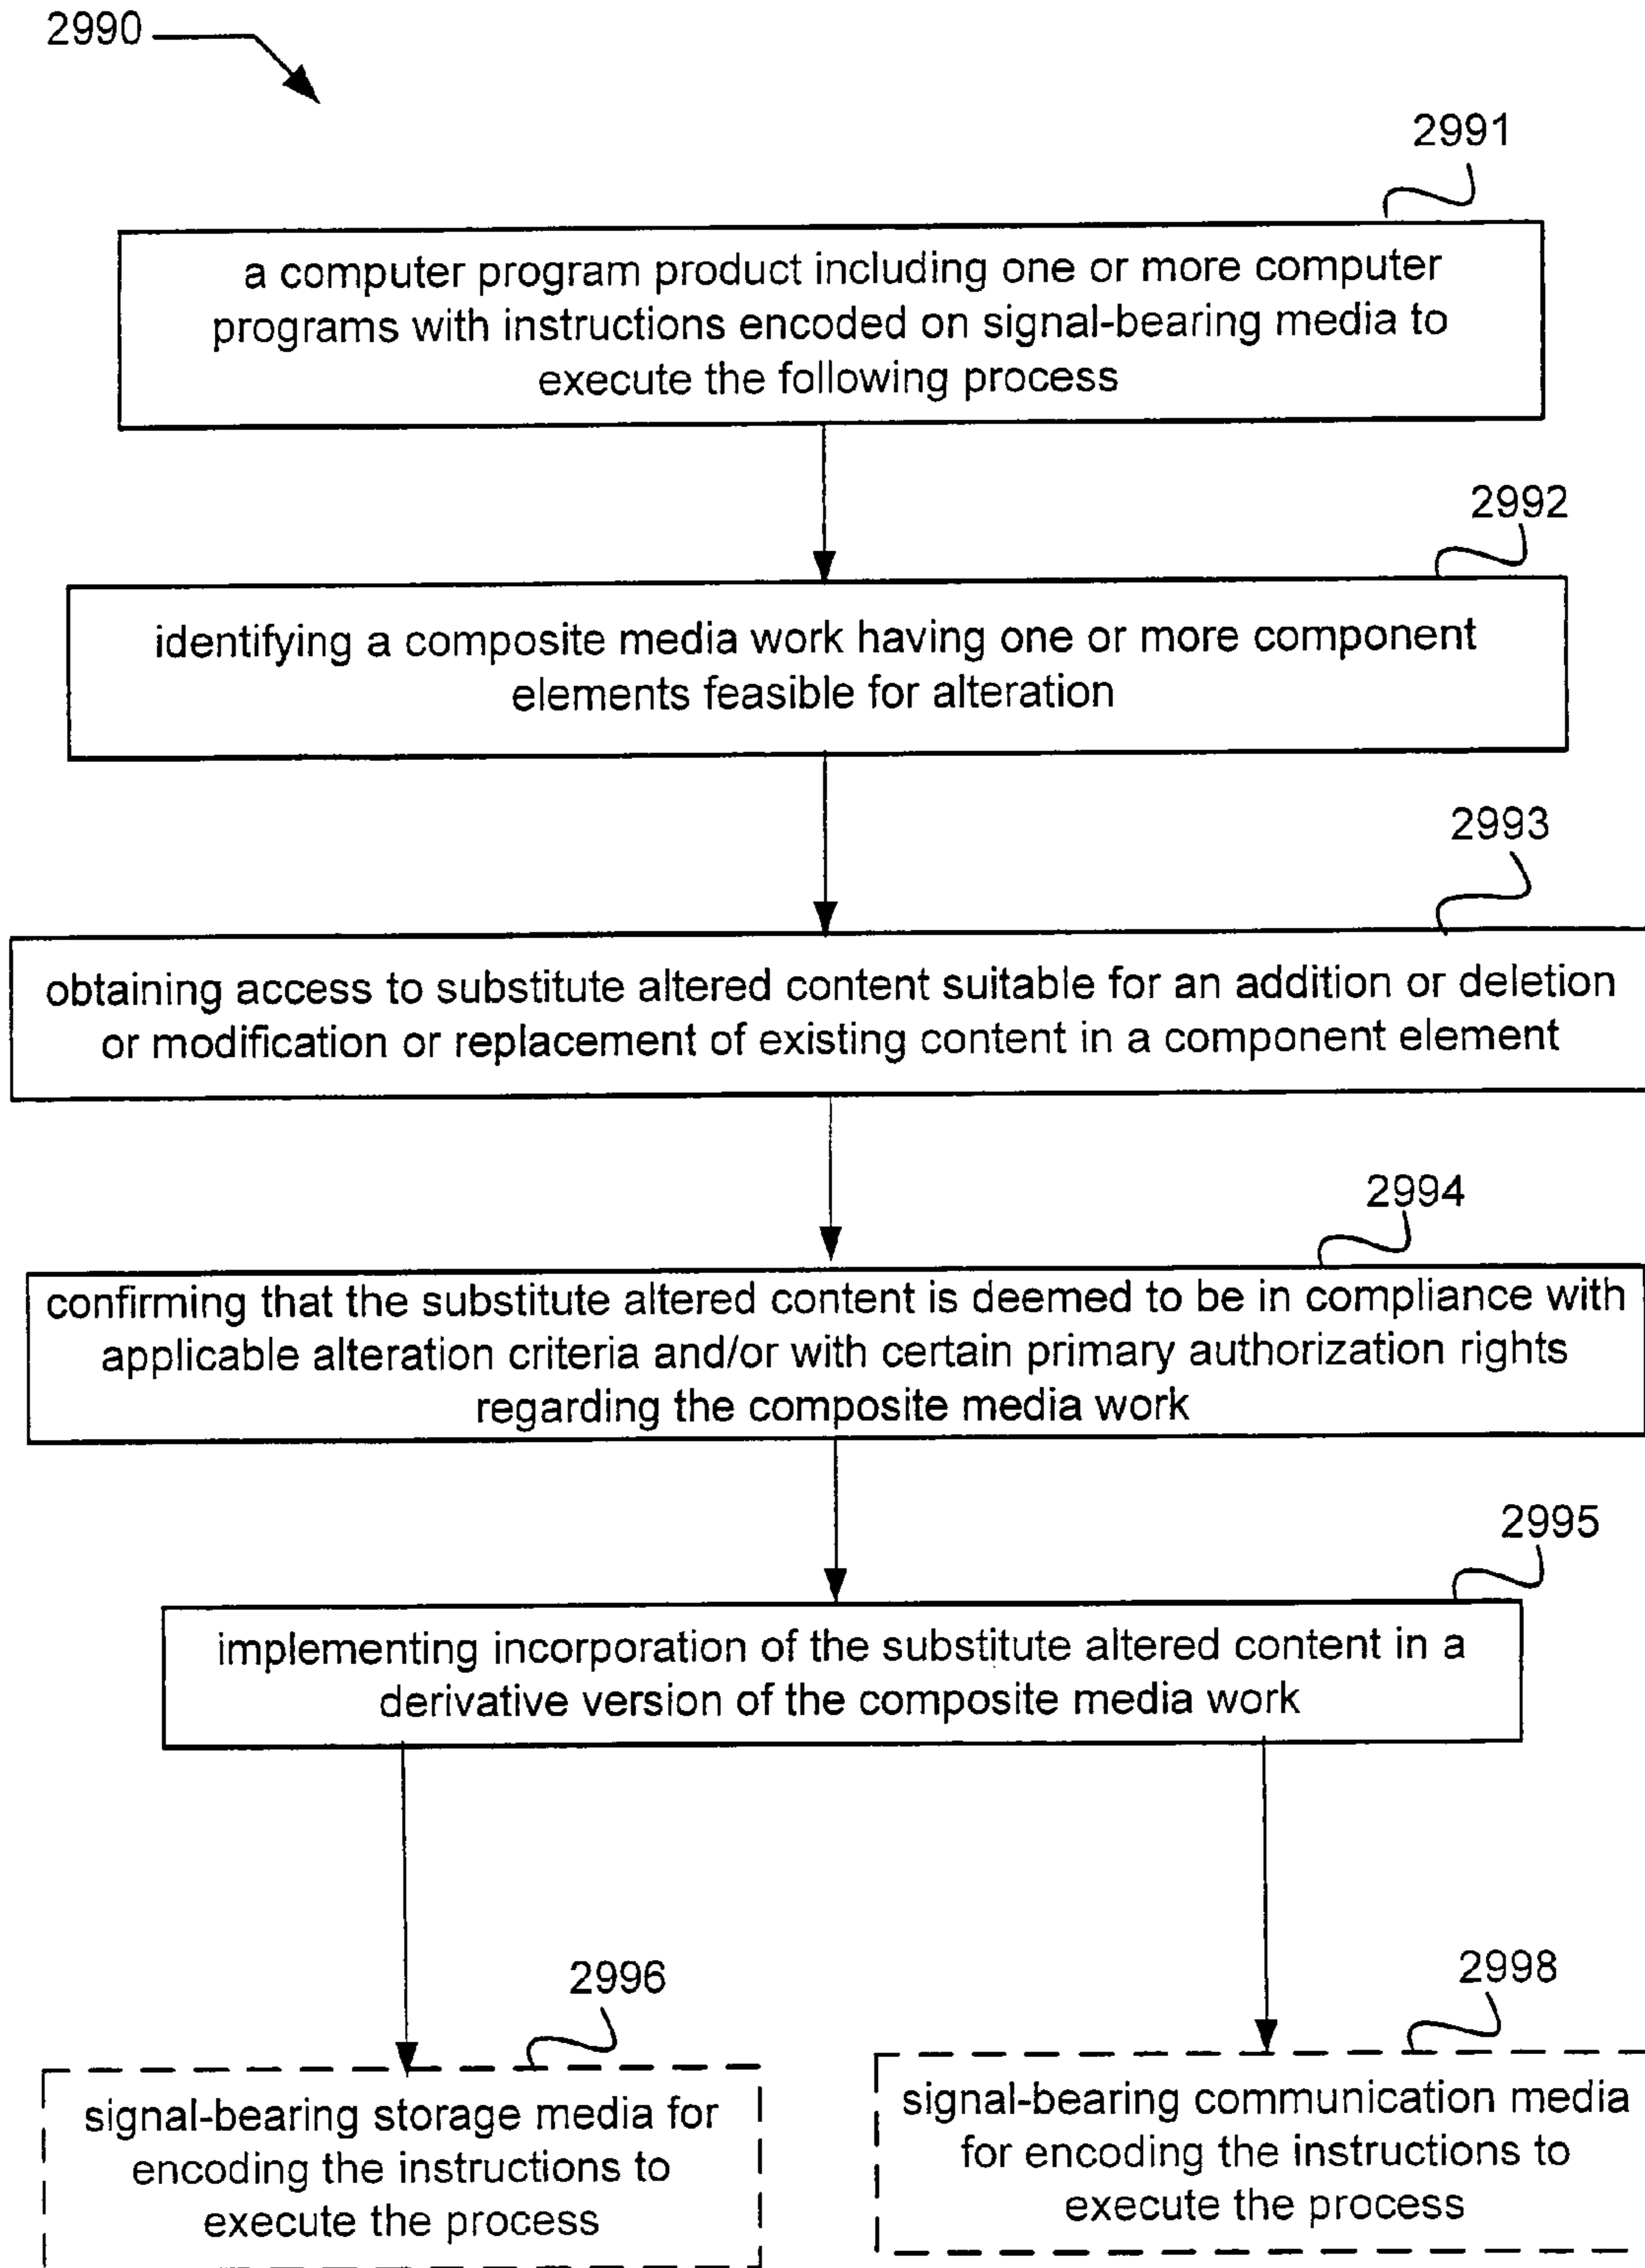 2990
2991
a computer program product including one or more computer
programs with instructions encoded on signal-bearing media to
execute the following process
2992
identifying a composite media work having one or more component
elements feasible for alteration
2993
obtaining access to substitute altered content suitable for an addition or deletion
or modification or replacement of existing content in a component element
2994
confirming that the substitute altered content is deemed to be in compliance with
applicable alteration criteria and/or with certain primary authorization rights
regarding the composite media work
2995
implementing incorporation of the substitute altered content in a
derivative version of the composite media work
2996
signal-bearing storage media for
encoding the instructions to
execute the process
2998
signal-bearing communication media
for encoding the instructions to
execute the process